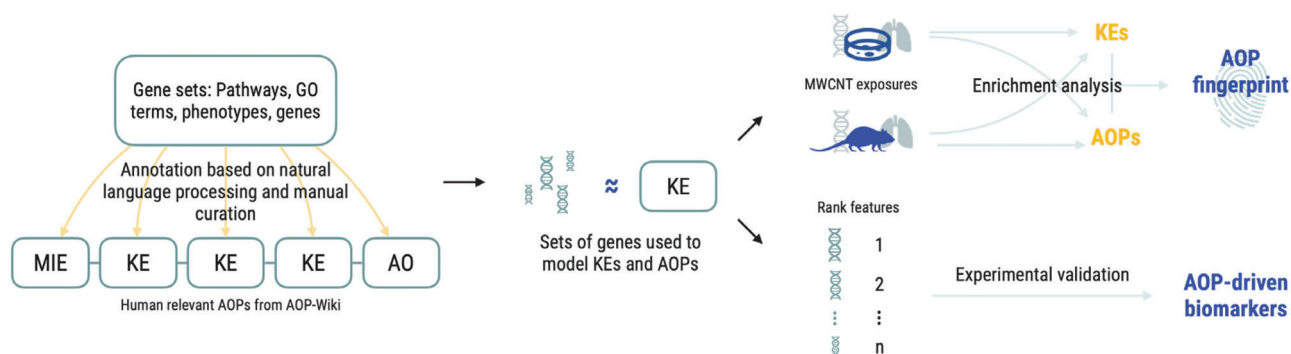 Gene sets: Pathways, GO
terms, phenotypes, genes
Annotation based on natural
language processing and manual
curation
MIE
KE
KE
KE
AO
Human relevant AOPs from AOP-Wiki
≈
KE
Sets of genes used to
model KEs and AOPs
MWCNT exposures
KEs
Enrichment analysis
AOPs
AOP
fingerprint
Rank features
1
2
⋮ ⋮
n
Experimental validation
AOP-driven
biomarkers